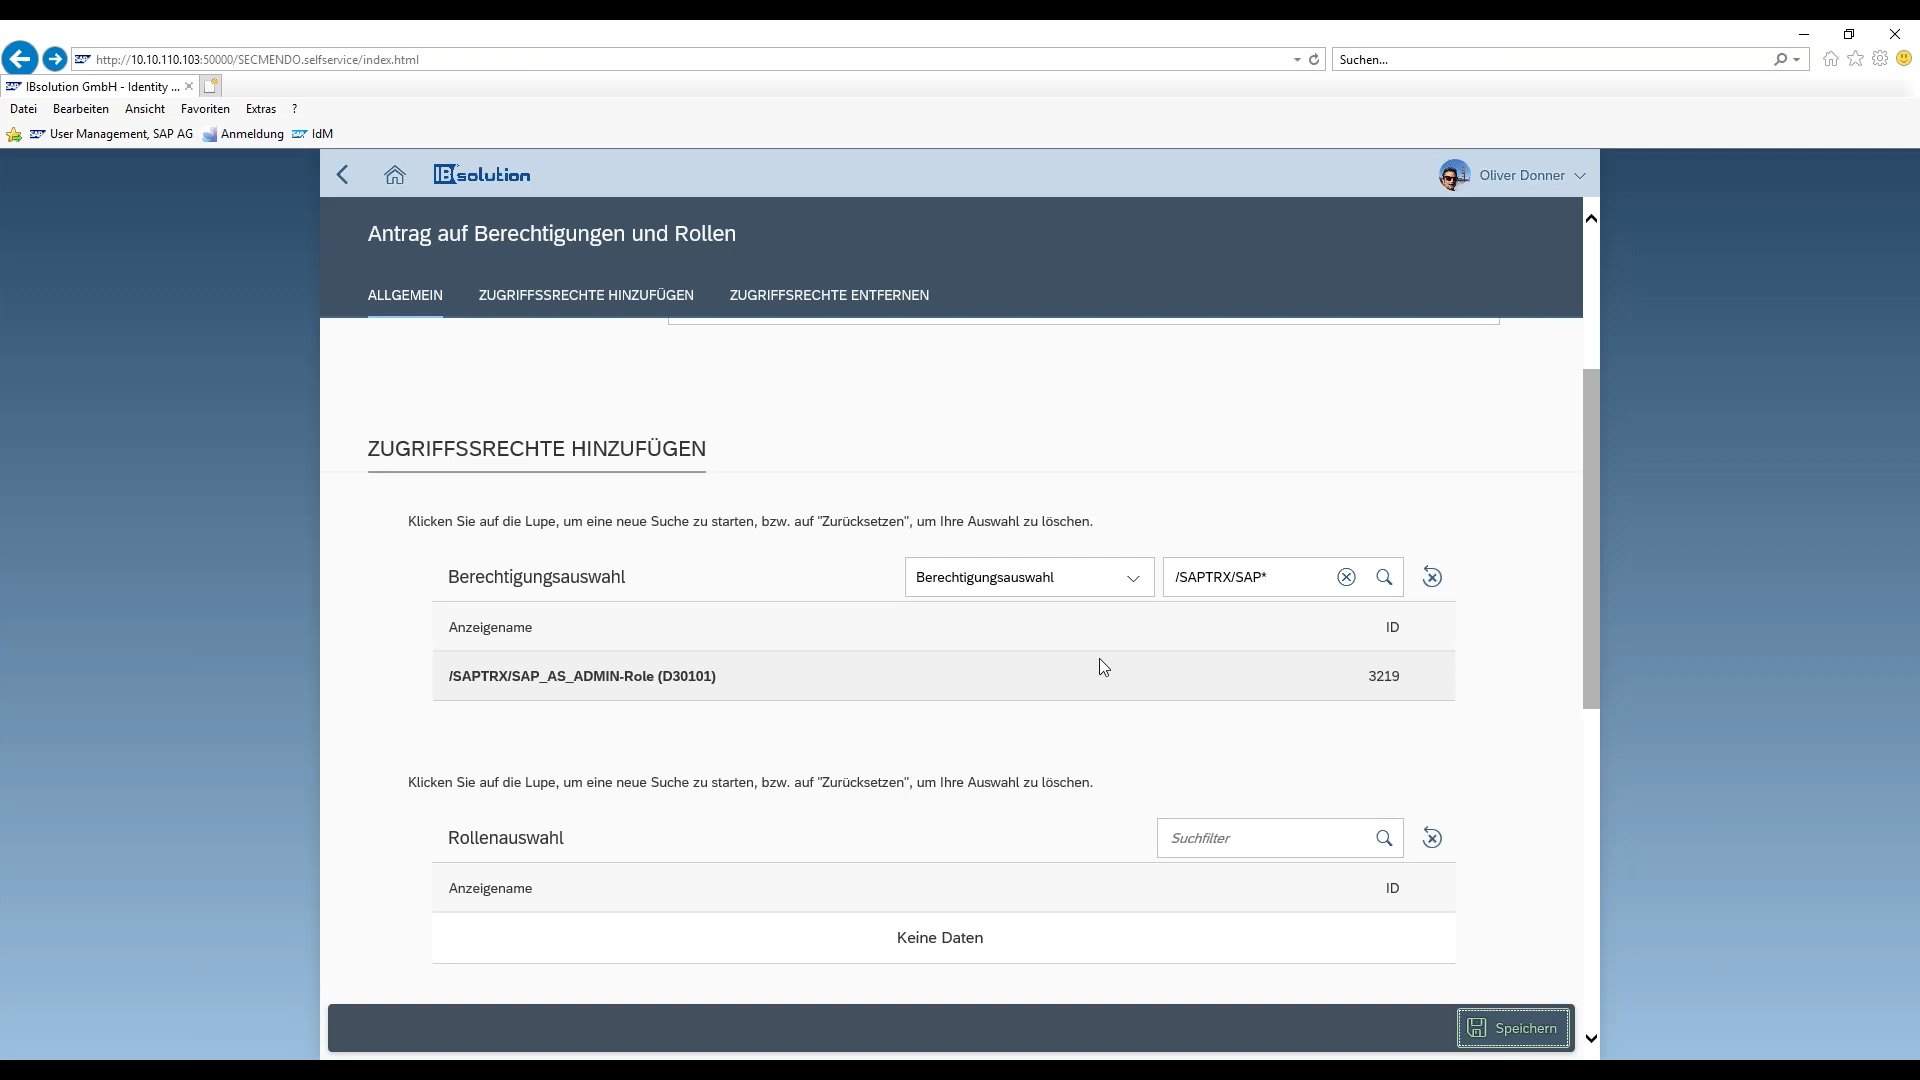 http://10.10.110.103:50000/SECMENDO.selfservice/index.html
Suchen...
IBsolution GmbH - Identity ...
Datei Bearbeiten Ansicht Favoriten Extras ?
User Management, SAP AG Anmeldung IdM
IBsolution
Oliver Donner
Antrag auf Berechtigungen und Rollen
ALLGEMEIN ZUGRIFFSSRECHTE HINZUFÜGEN ZUGRIFFSRECHTE ENTFERNEN
ZUGRIFFSSRECHTE HINZUFÜGEN
Klicken Sie auf die Lupe, um eine neue Suche zu starten, bzw. auf "Zurücksetzen", um Ihre Auswahl zu löschen.
Berechtigungsauswahl Berechtigungsauswahl /SAPTRX/SAP*
Anzeigename ID
/SAPTRX/SAP_AS_ADMIN-Role (D30101) 3219
Klicken Sie auf die Lupe, um eine neue Suche zu starten, bzw. auf "Zurücksetzen", um Ihre Auswahl zu löschen.
Rollenauswahl Suchfilter
Anzeigename ID
Keine Daten
Speichern